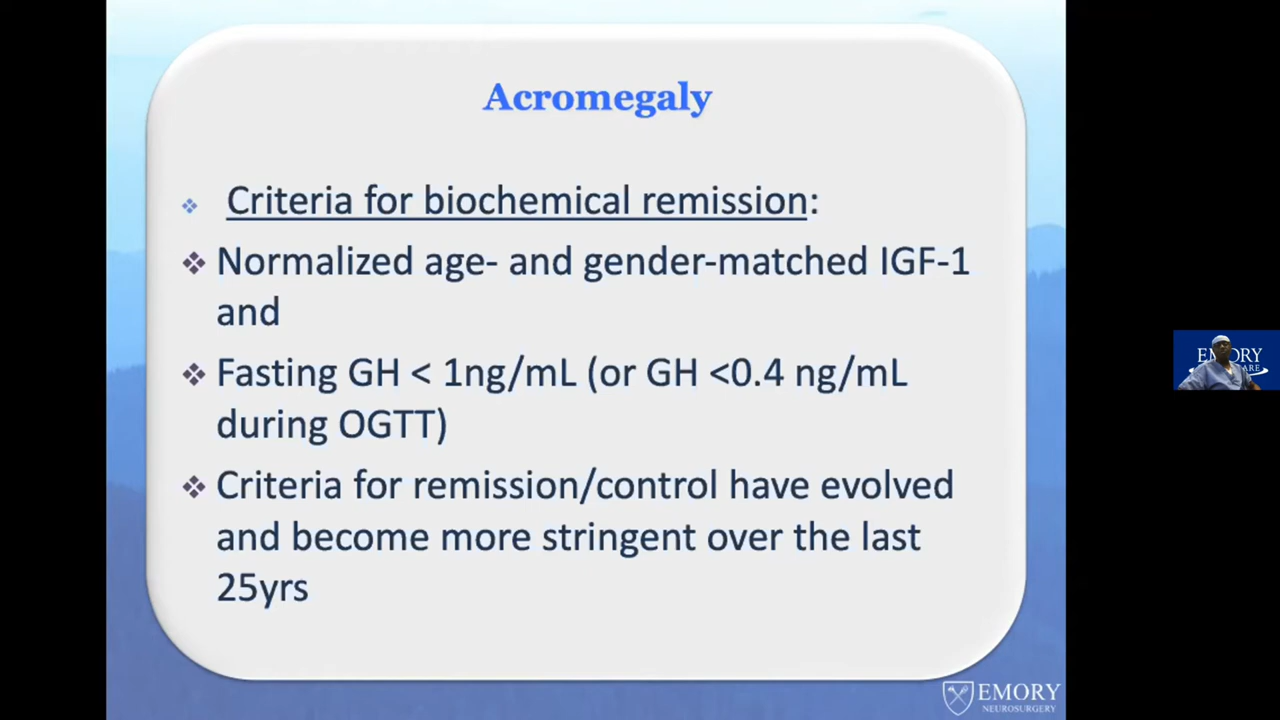 Acromegaly
Criteria for biochemical remission:
Normalized age- and gender-matched IGF-1
and
Fasting GH < 1ng/mL (or GH <0.4 ng/mL
during OGTT)
Criteria for remission/control have evolved
and become more stringent over the last
25yrs
EMORY
NEUROSURGERY